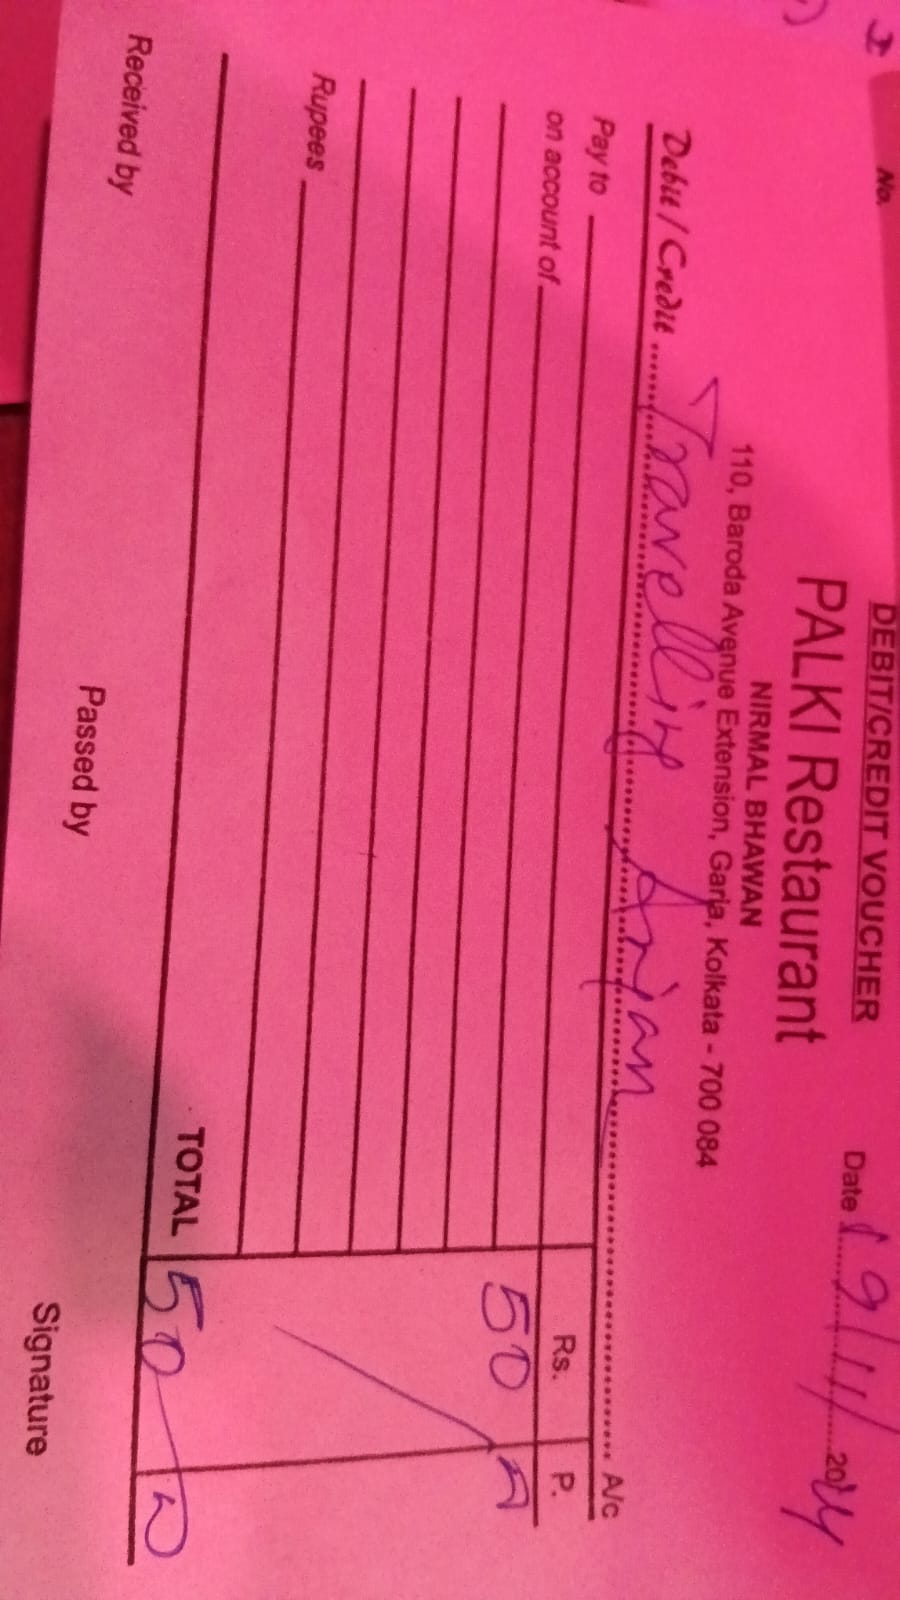 No.
DEBIT/CREDIT VOUCHER
PALKI Restaurant
NIRMAL BHAWAN
110, Baroda Avenue Extension, Garia, Kolkata - 700 084
Date 19/11/2024
Debit / Credit Travelling Anjan A/c
Pay to Rs. P.
on account of 50
Rupees
TOTAL 50
Received by Passed by Signature